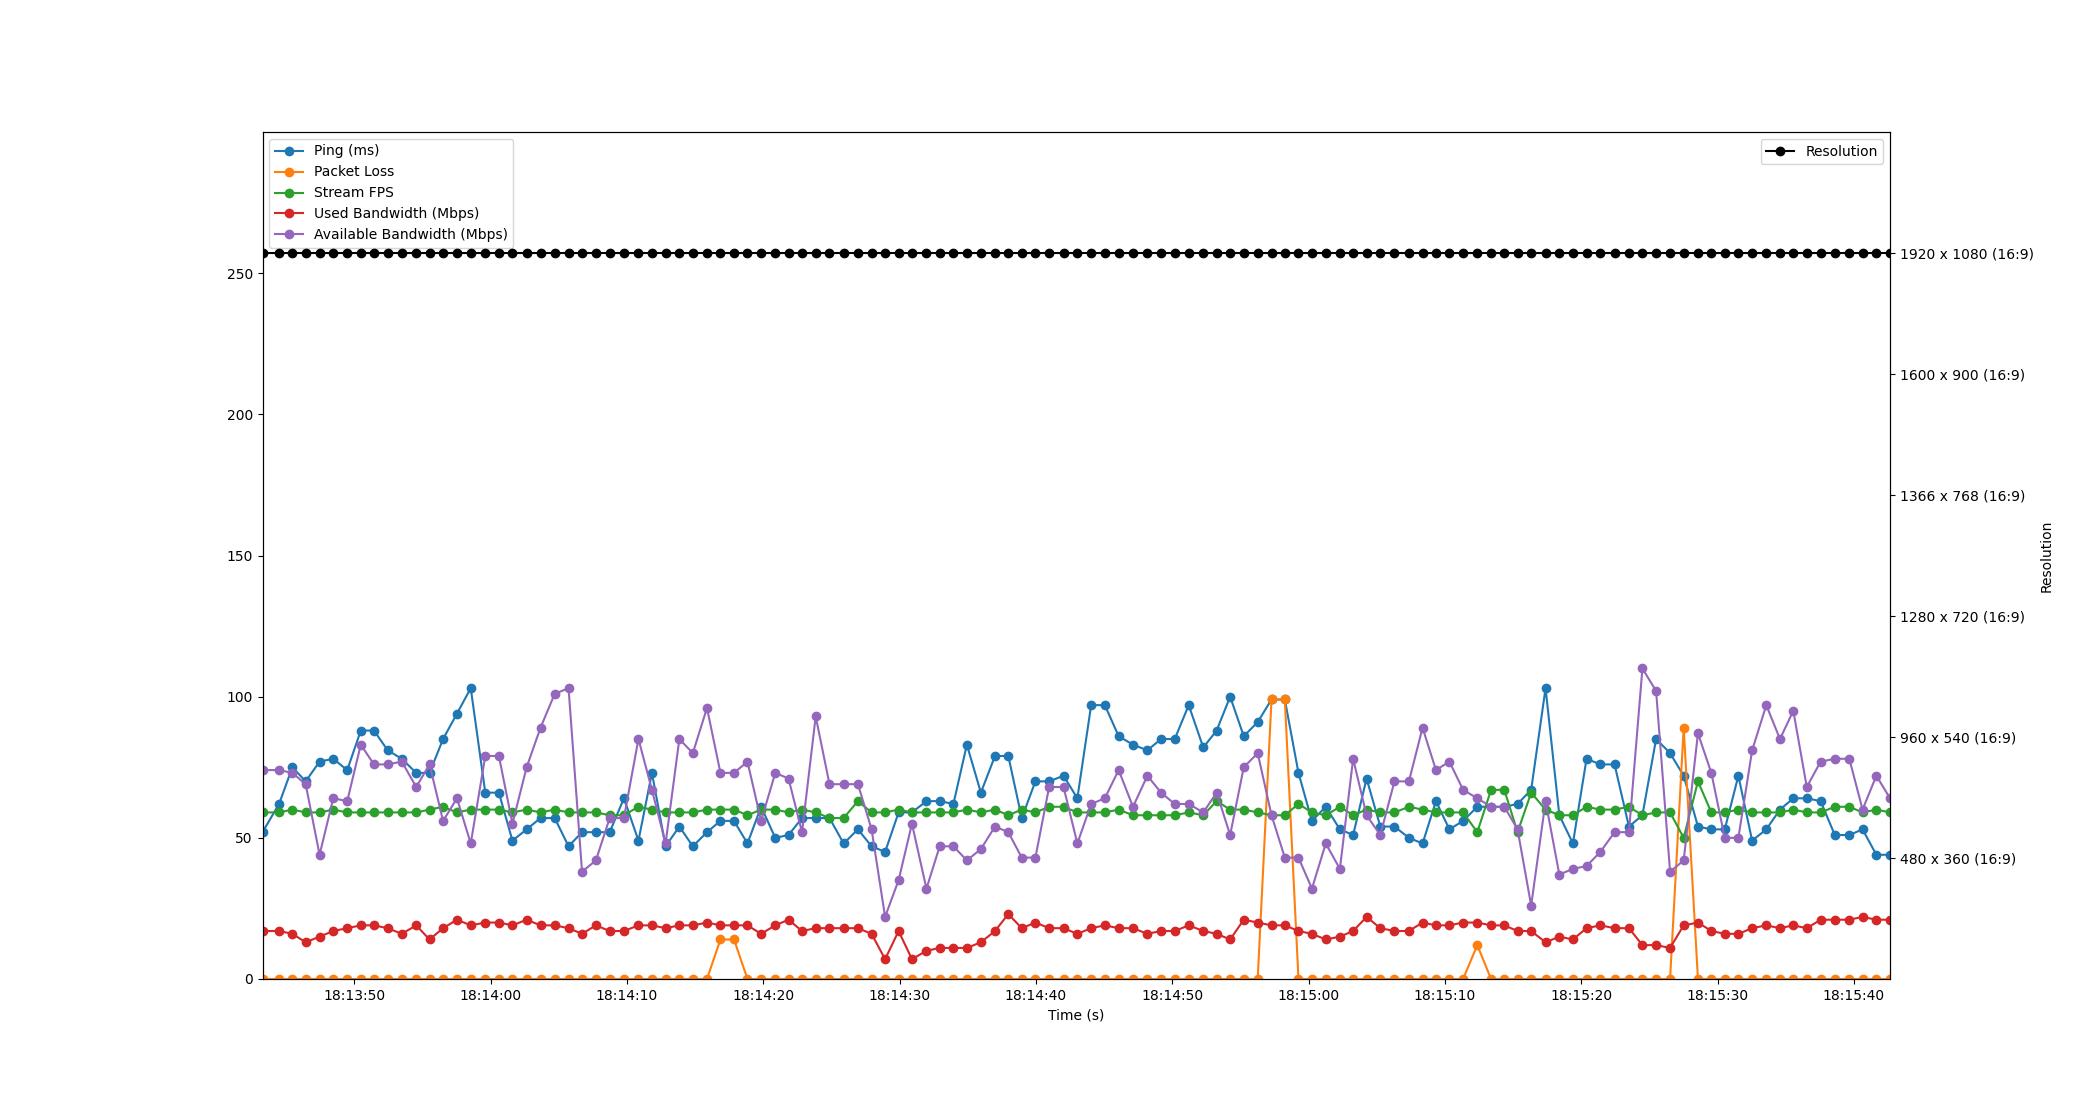 Ping (ms)
Packet Loss
Stream FPS
Used Bandwidth (Mbps)
Available Bandwidth (Mbps)
Resolution
250
200
150
100
50
0
1920 x 1080 (16:9)
1600 x 900 (16:9)
1366 x 768 (16:9)
1280 x 720 (16:9)
960 x 540 (16:9)
480 x 360 (16:9)
Resolution
18:13:50
18:14:00
18:14:10
18:14:20
18:14:30
18:14:40
18:14:50
18:15:00
18:15:10
18:15:20
18:15:30
18:15:40
Time (s)